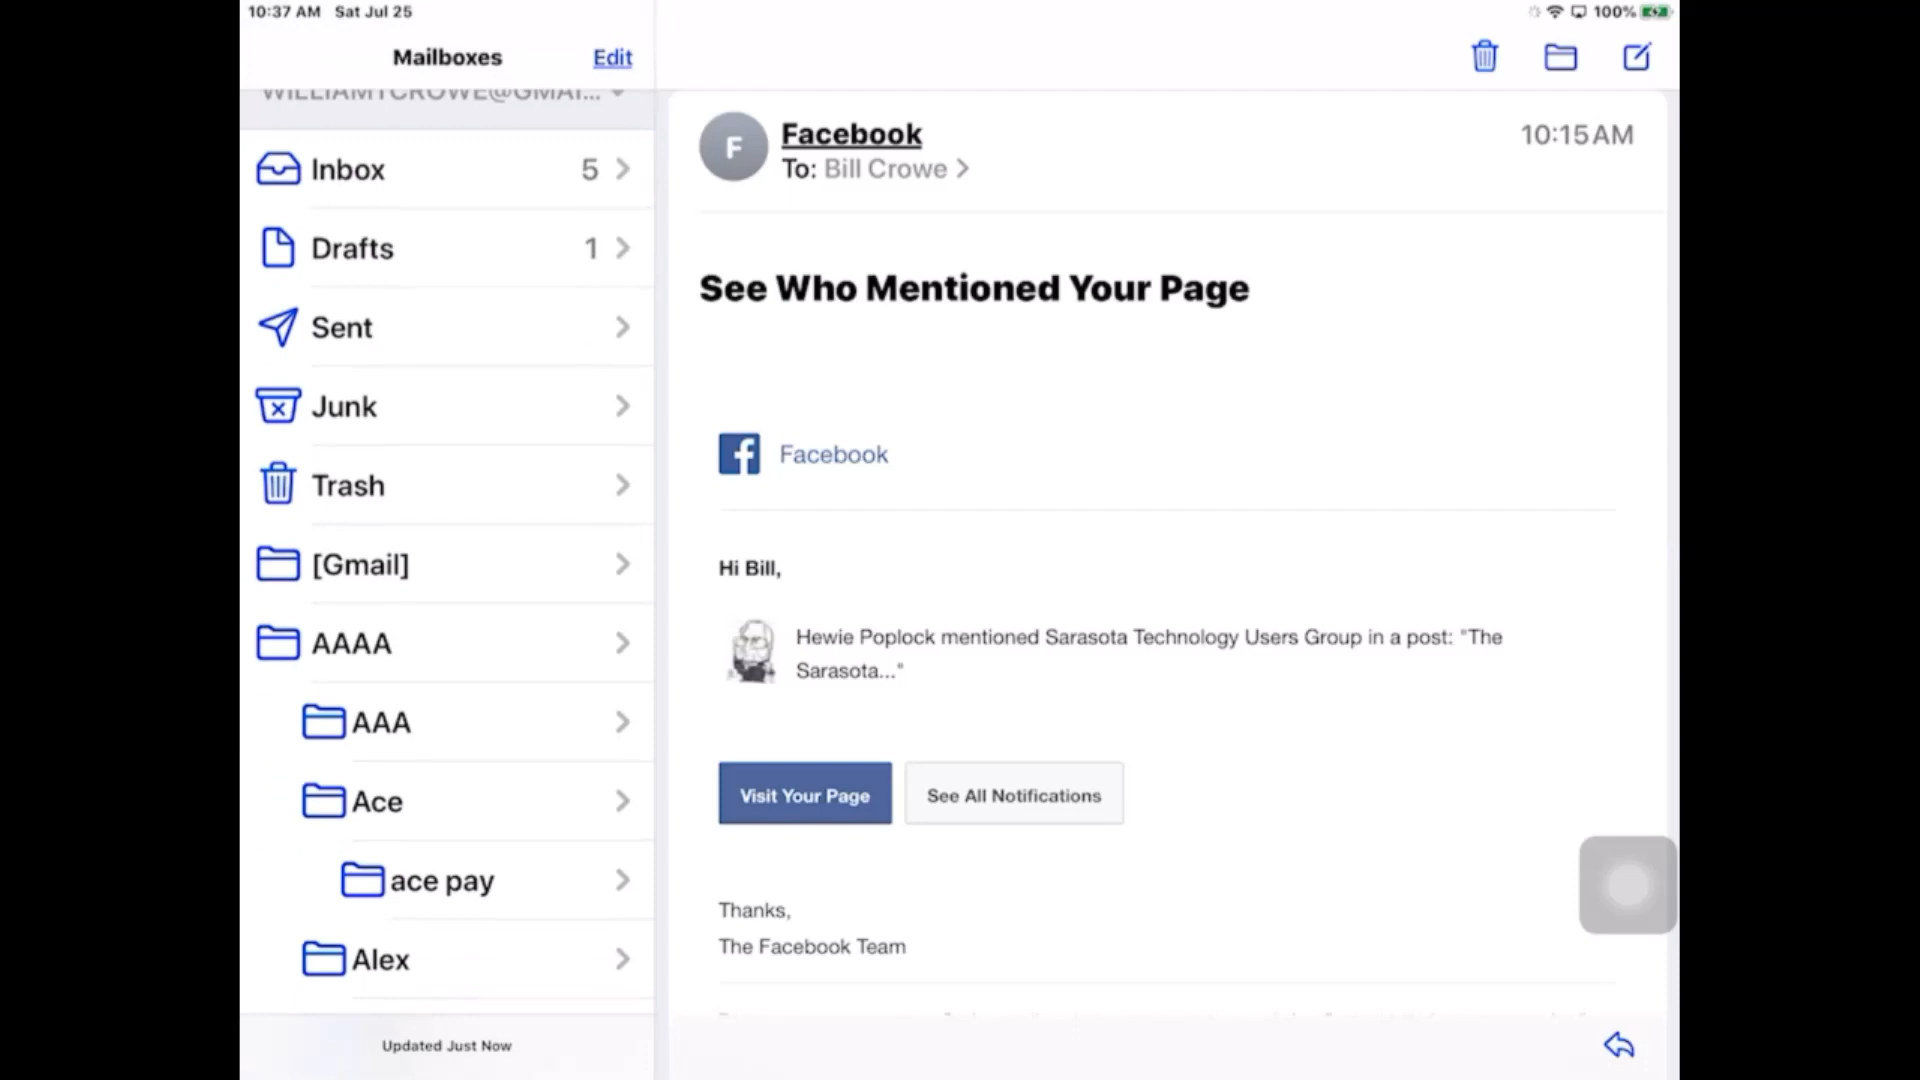 10:37 AM Sat Jul 25
100%
Mailboxes
Edit
WILLIAMTCROWE@GMAI...
Inbox 5
Drafts 1
Sent
Junk
Trash
[Gmail]
AAAA
AAA
Ace
ace pay
Alex
Updated Just Now
F
Facebook
10:15 AM
To: Bill Crowe
See Who Mentioned Your Page
Facebook
Hi Bill,
Hewie Poplock mentioned Sarasota Technology Users Group in a post: "The
Sarasota..."
Visit Your Page
See All Notifications
Thanks,
The Facebook Team